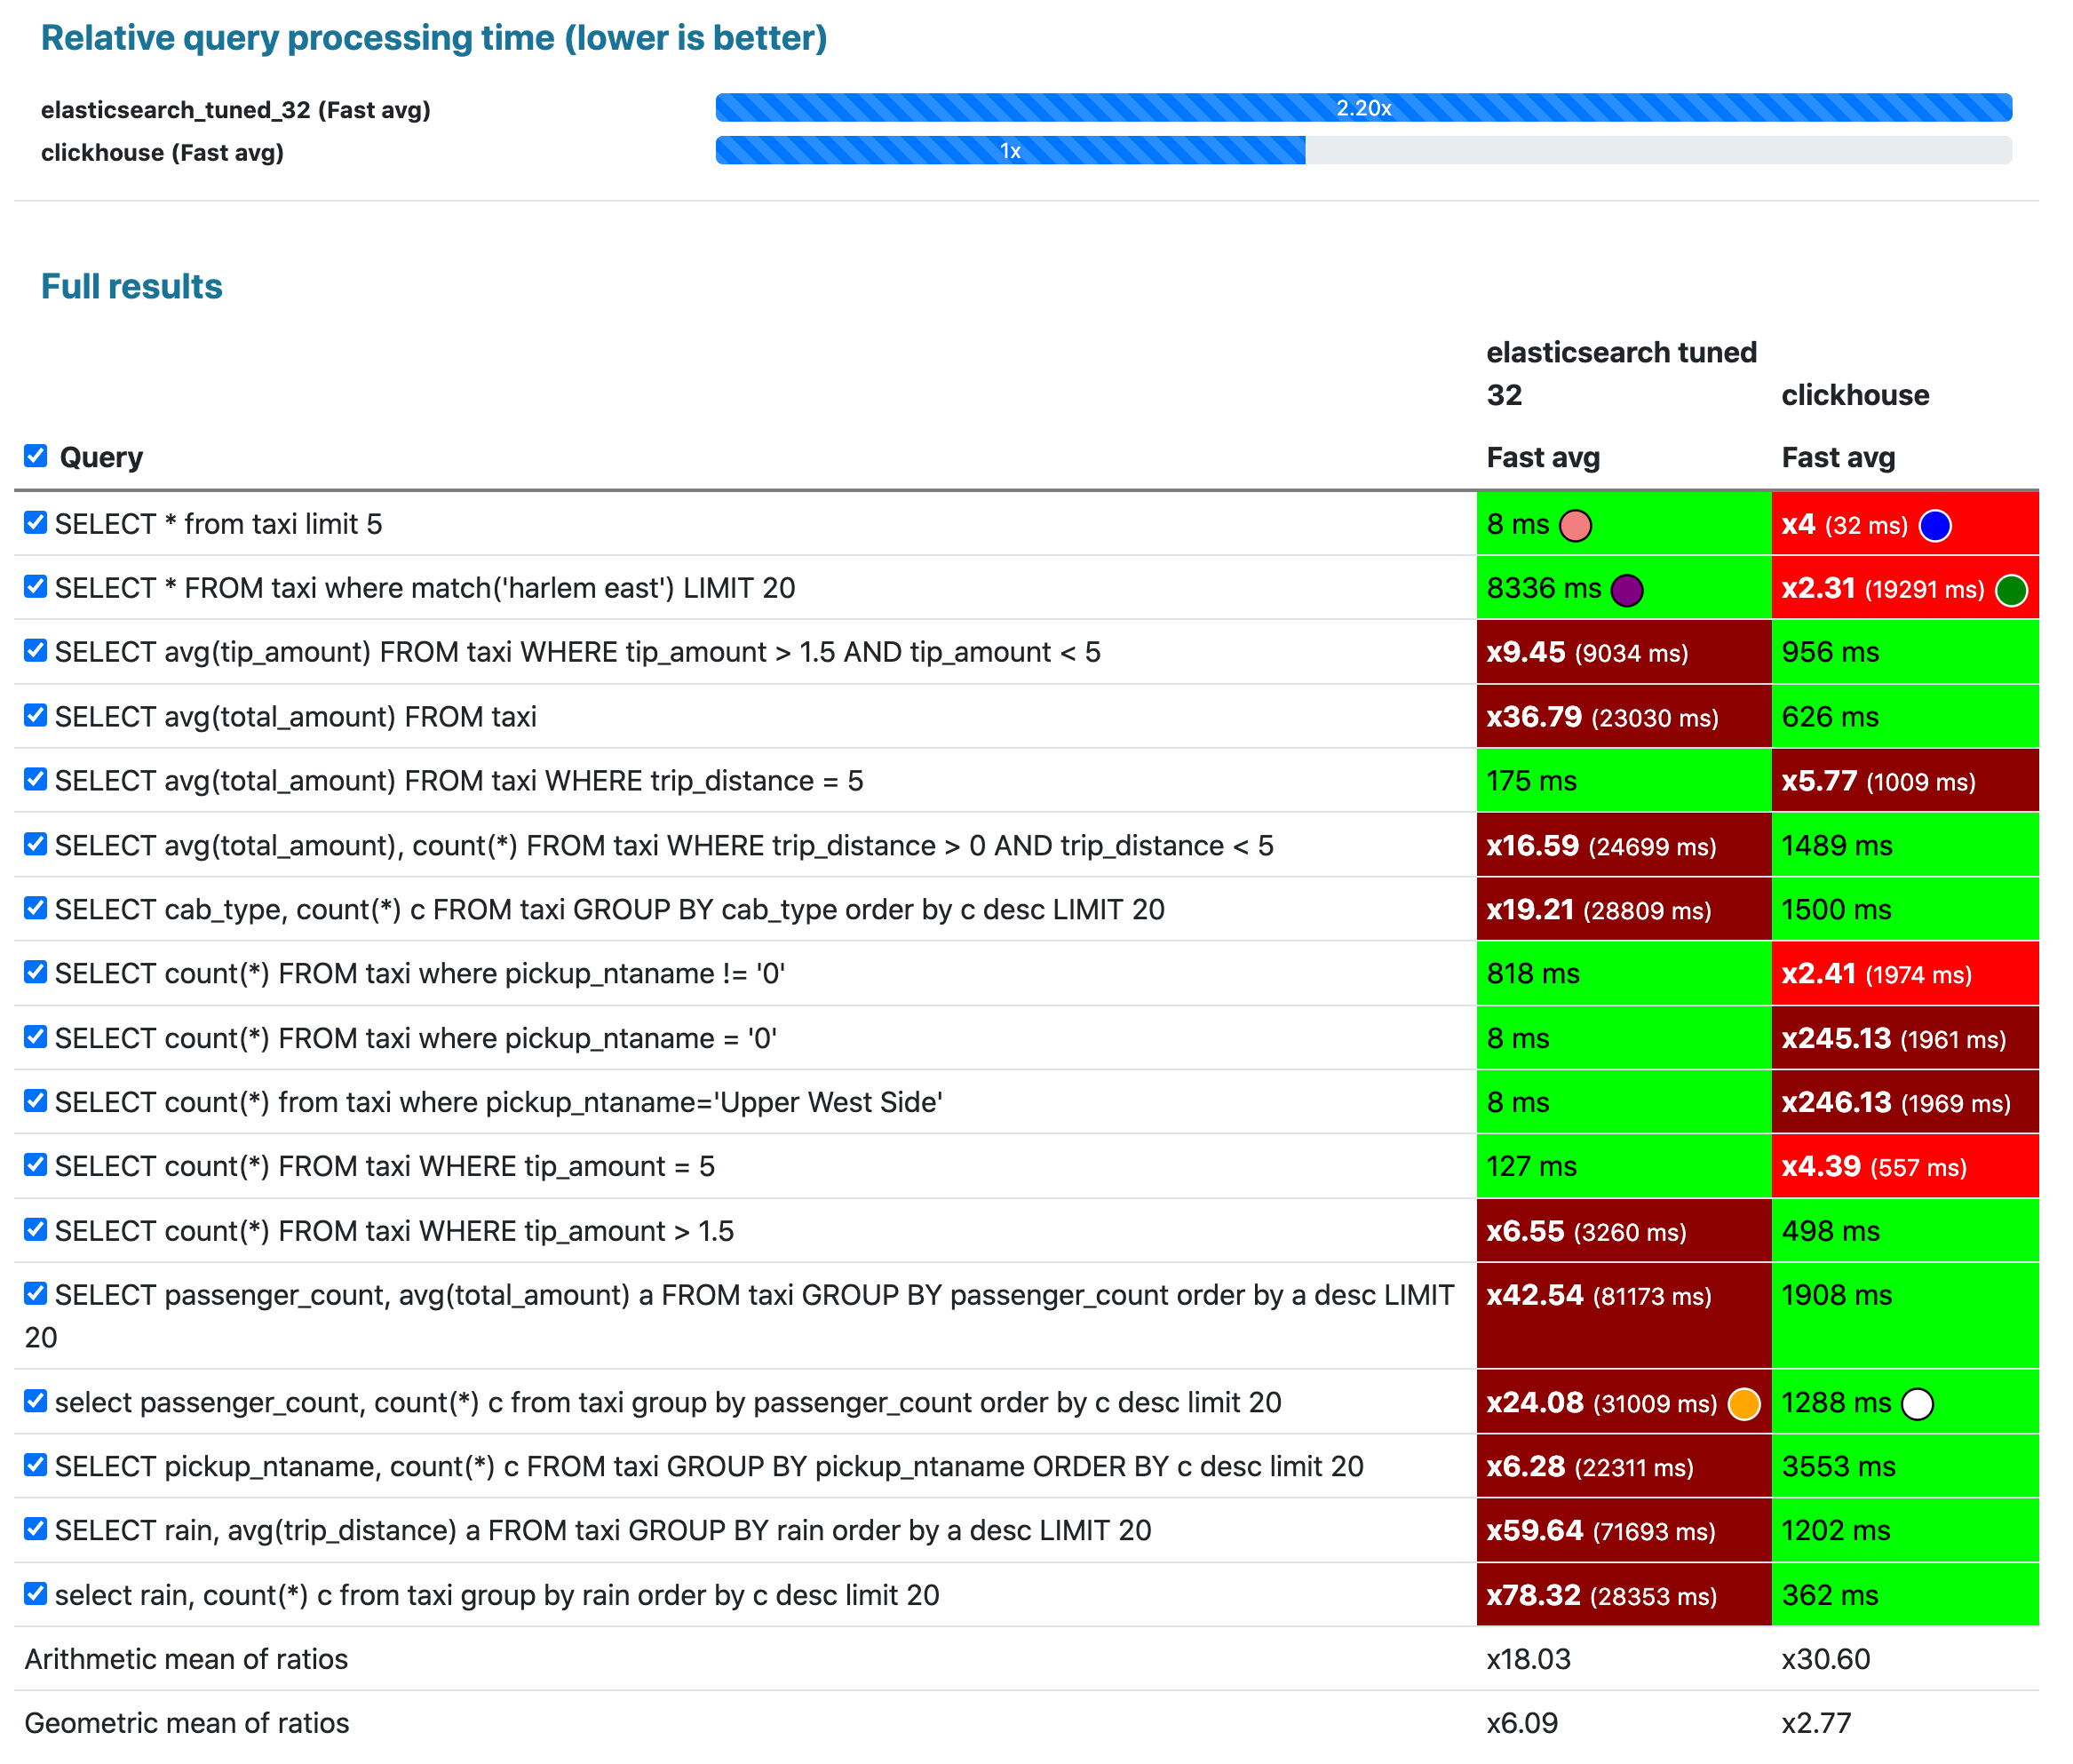 Relative query processing time (lower is better)
elasticsearch_tuned_32 (Fast avg) 2.20x
clickhouse (Fast avg) 1x
Full results
elasticsearch tuned
32 clickhouse
Query Fast avg Fast avg
SELECT * from taxi limit 5 8 ms x4 (32 ms)
SELECT * FROM taxi where match('harlem east') LIMIT 20 8336 ms x2.31 (19291 ms)
SELECT avg(tip_amount) FROM taxi WHERE tip_amount > 1.5 AND tip_amount < 5 x9.45 (9034 ms) 956 ms
SELECT avg(total_amount) FROM taxi x36.79 (23030 ms) 626 ms
SELECT avg(total_amount) FROM taxi WHERE trip_distance = 5 175 ms x5.77 (1009 ms)
SELECT avg(total_amount), count(*) FROM taxi WHERE trip_distance > 0 AND trip_distance < 5 x16.59 (24699 ms) 1489 ms
SELECT cab_type, count(*) c FROM taxi GROUP BY cab_type order by c desc LIMIT 20 x19.21 (28809 ms) 1500 ms
SELECT count(*) FROM taxi where pickup_ntaname != '0' 818 ms x2.41 (1974 ms)
SELECT count(*) FROM taxi where pickup_ntaname = '0' 8 ms x245.13 (1961 ms)
SELECT count(*) from taxi where pickup_ntaname='Upper West Side' 8 ms x246.13 (1969 ms)
SELECT count(*) FROM taxi WHERE tip_amount = 5 127 ms x4.39 (557 ms)
SELECT count(*) FROM taxi WHERE tip_amount > 1.5 x6.55 (3260 ms) 498 ms
SELECT passenger_count, avg(total_amount) a FROM taxi GROUP BY passenger_count order by a desc LIMIT x42.54 (81173 ms) 1908 ms
20
select passenger_count, count(*) c from taxi group by passenger_count order by c desc limit 20 x24.08 (31009 ms) 1288 ms
SELECT pickup_ntaname, count(*) c FROM taxi GROUP BY pickup_ntaname ORDER BY c desc limit 20 x6.28 (22311 ms) 3553 ms
SELECT rain, avg(trip_distance) a FROM taxi GROUP BY rain order by a desc LIMIT 20 x59.64 (71693 ms) 1202 ms
select rain, count(*) c from taxi group by rain order by c desc limit 20 x78.32 (28353 ms) 362 ms
Arithmetic mean of ratios x18.03 x30.60
Geometric mean of ratios x6.09 x2.77